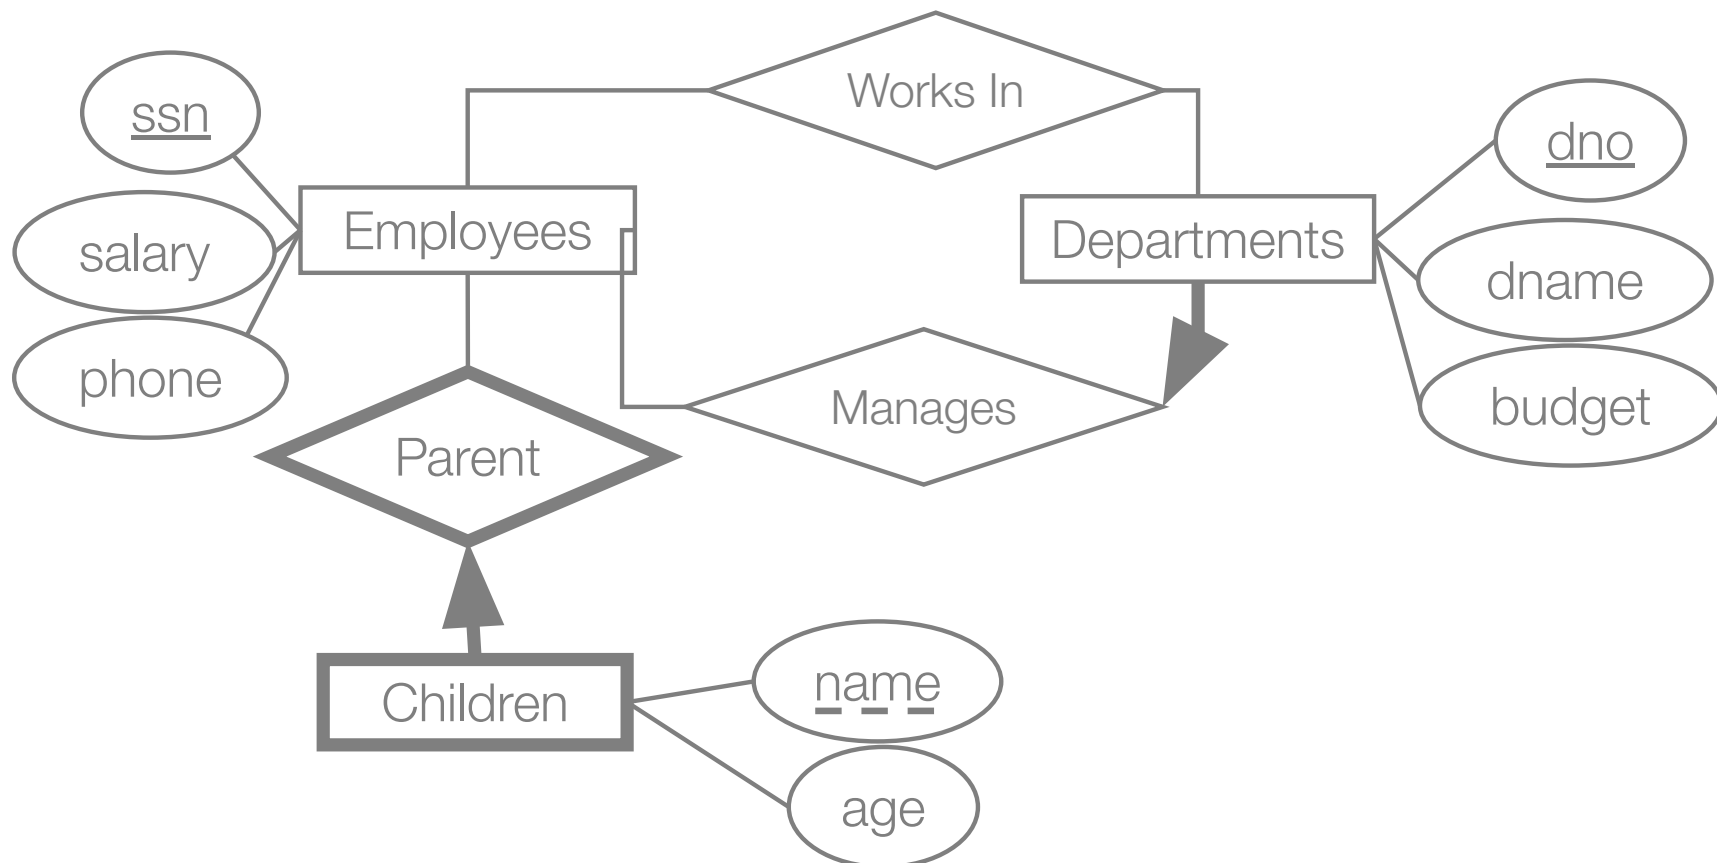 Works In
ssn
dno
Employees
Departments
salary
dname
phone
Manages
budget
Parent
name
Children
age